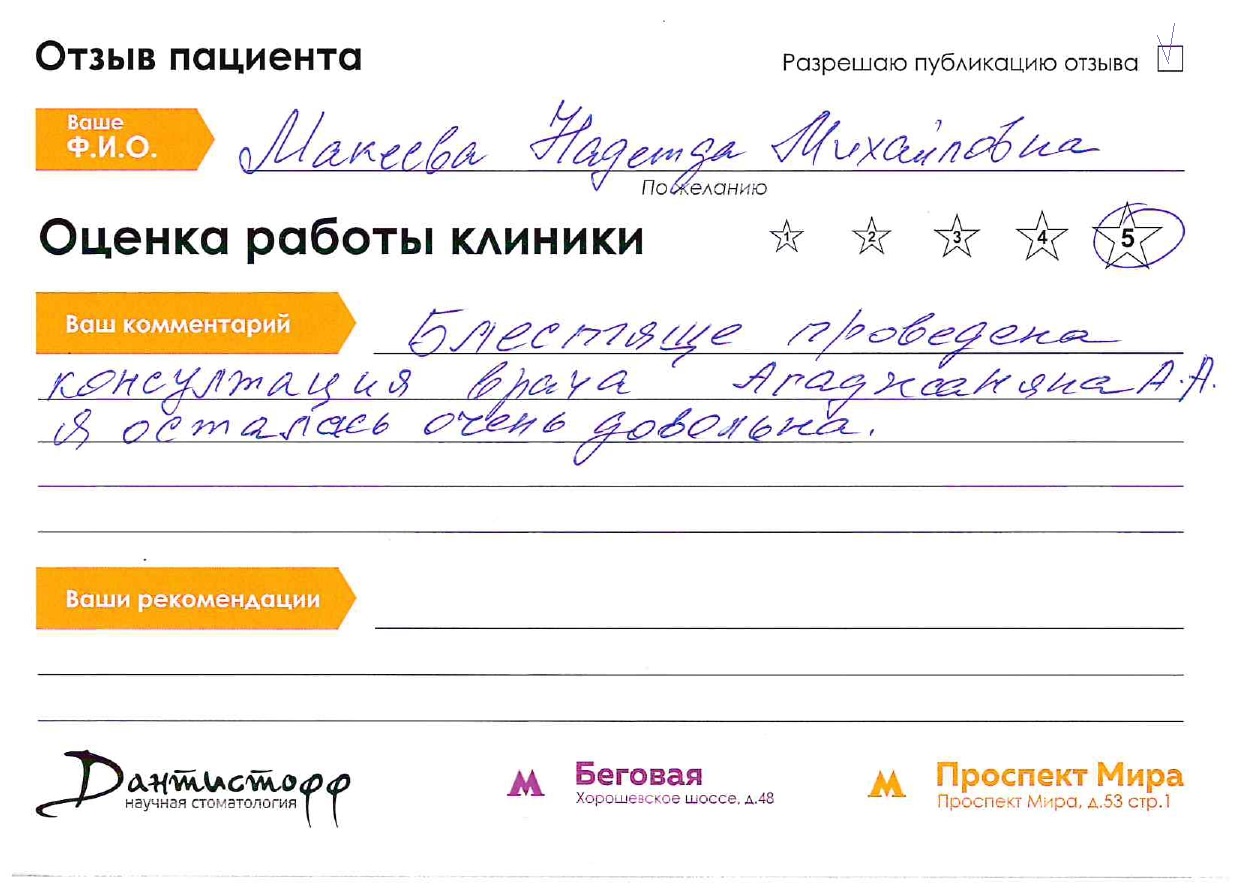 Отзыв пациента
Разрешаю публикацию отзыва
Ваше
Ф.И.О.
Макеева Надежда Михайловна
По желанию
Оценка работы клиники
1 2 3 4 5
Ваш комментарий
Блестяще проведена
консултация врача Агаджаняна А.А.
Я осталась очень довольна.
Ваши рекомендации
Дантистофф
научная стоматология
Беговая
Хорошевское шоссе, д.48
Проспект Мира
Проспект Мира, д.53 стр.1